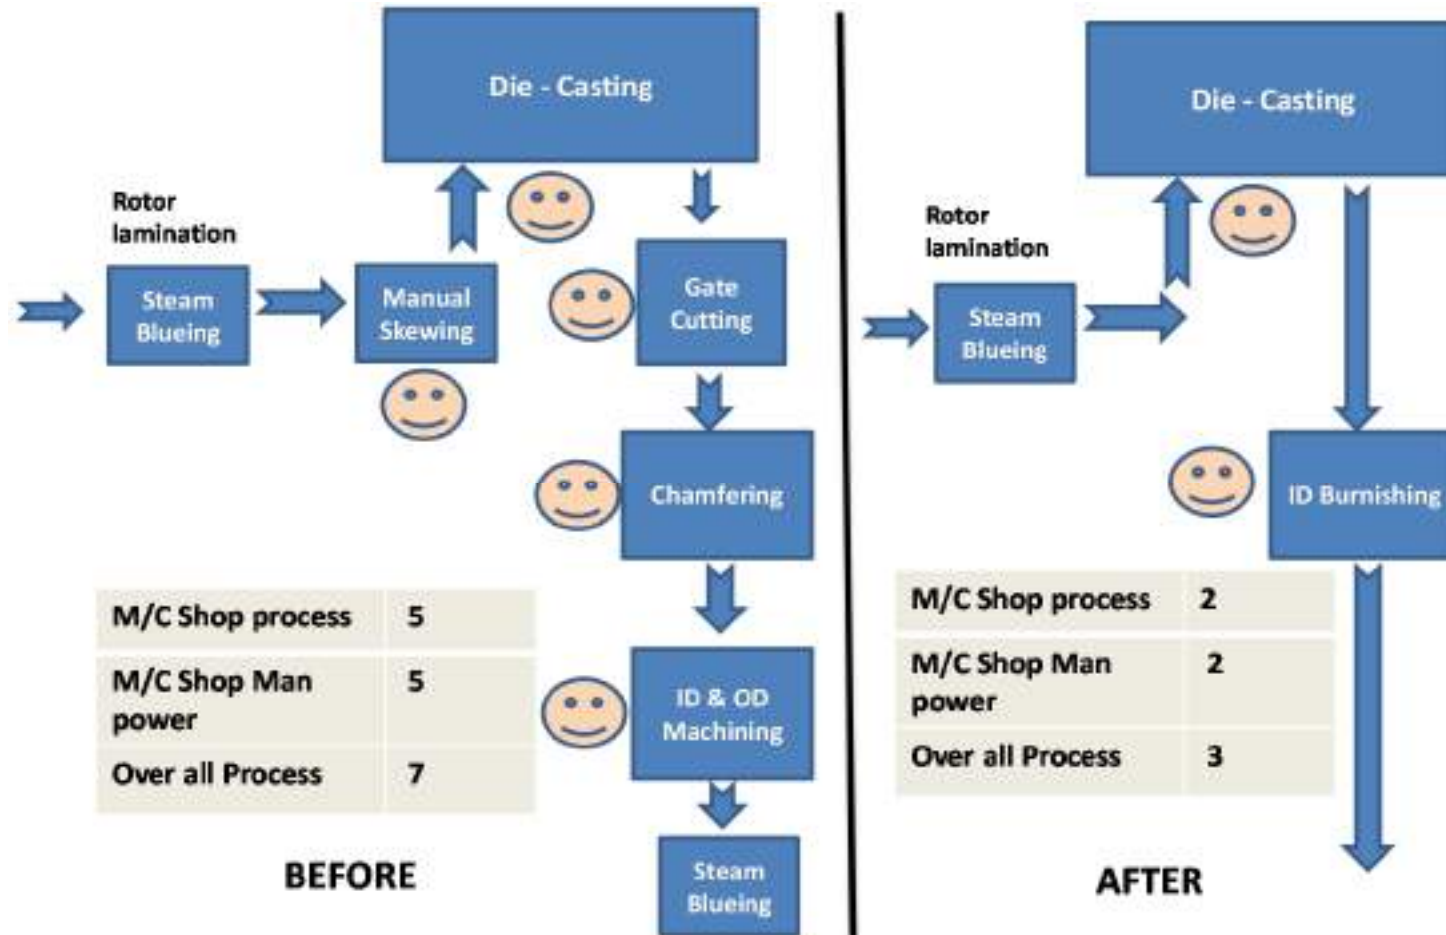 Die - Casting
Rotor
lamination
Steam
Blueing
Manual
Skewing
Gate
Cutting
Chamfering
ID & OD
Machining
Steam
Blueing
M/C Shop process 5
M/C Shop Man
power 5
Over all Process 7
BEFORE
Die - Casting
Rotor
lamination
Steam
Blueing
ID Burnishing
M/C Shop process 2
M/C Shop Man
power 2
Over all Process 3
AFTER